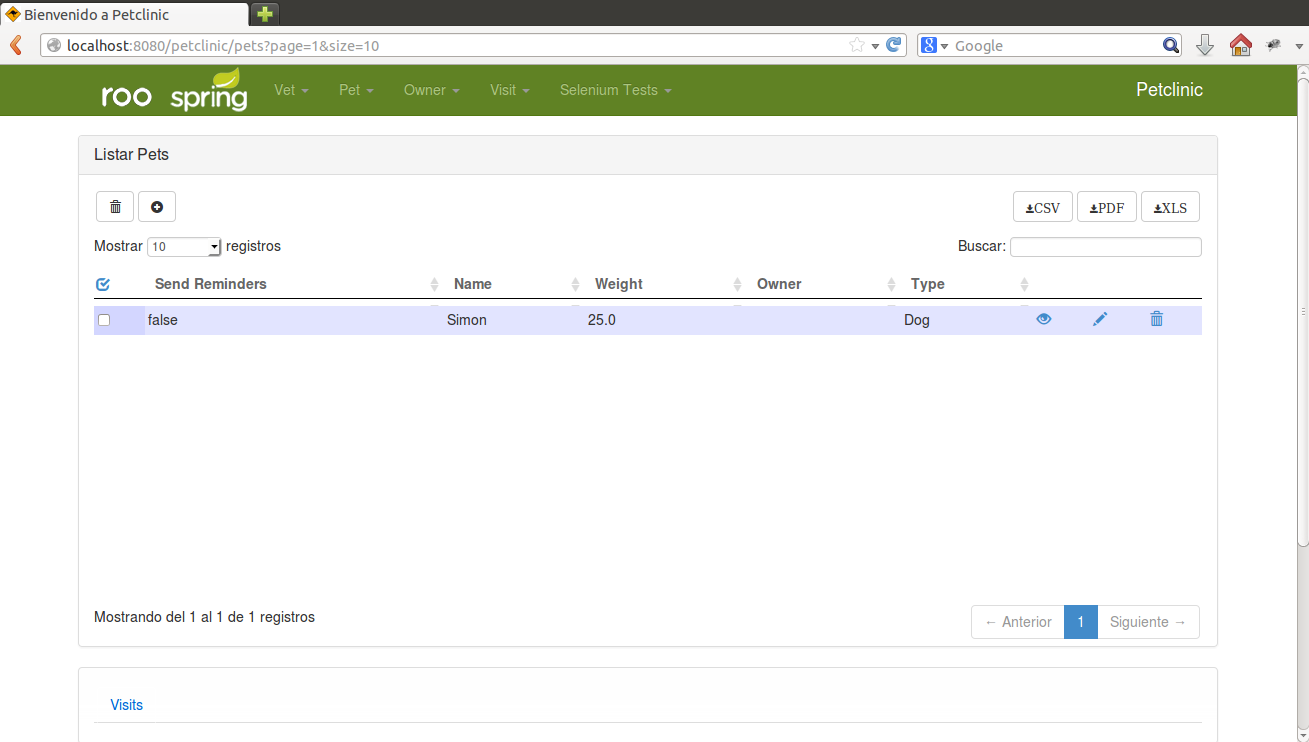 Bienvenido a Petclinic
localhost:8080/petclinic/pets?page=1&size=10
8 Google
roo spring Vet Pet Owner Visit Selenium Tests Petclinic
Listar Pets
CSV PDF XLS
Mostrar 10 registros Buscar:
Send Reminders Name Weight Owner Type
false Simon 25.0 Dog
Mostrando del 1 al 1 de 1 registros
← Anterior 1 Siguiente →
Visits